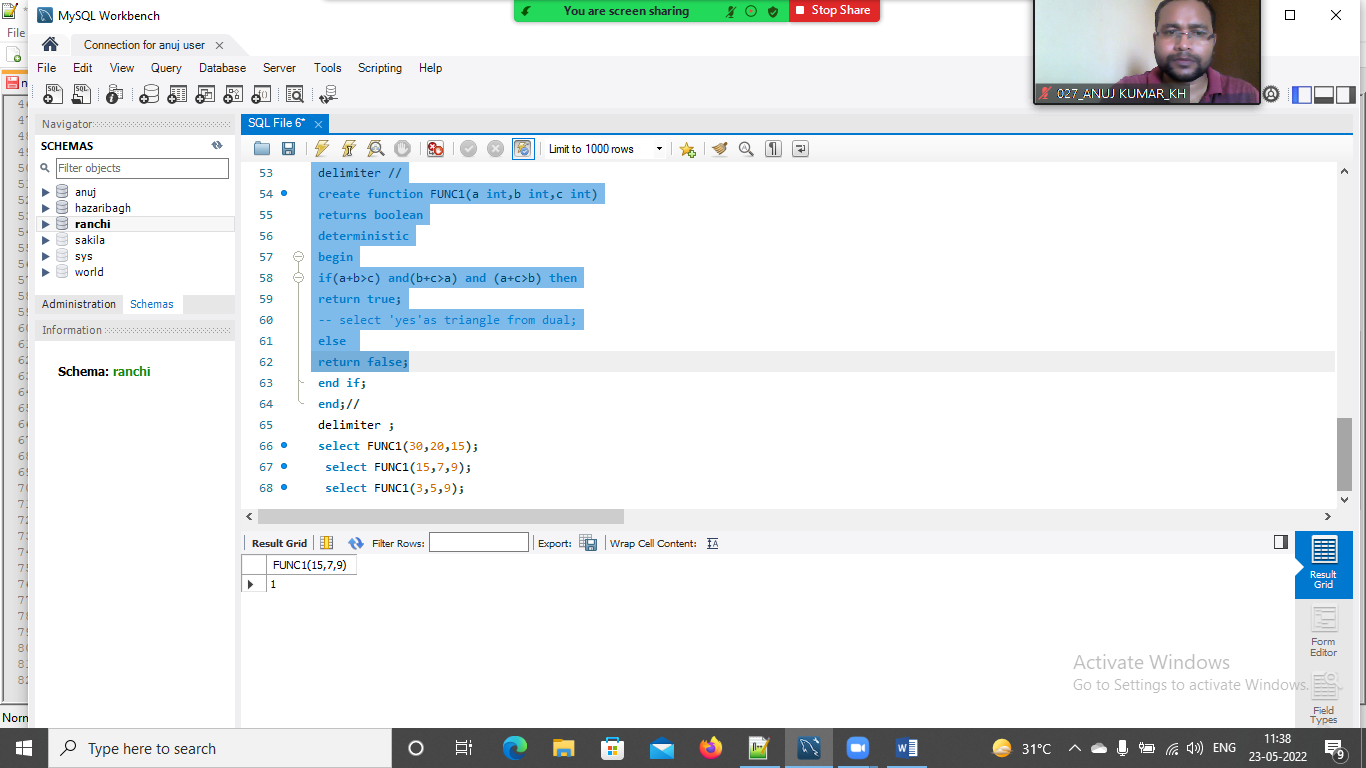 MySQL Workbench
You are screen sharing
Stop Share
File
Connection for anuj user
File Edit View Query Database Server Tools Scripting Help
027_ANUJ KUMAR_KH
Navigator
SQL File 6*
SCHEMAS
Limit to 1000 rows
Filter objects
anuj
hazaribagh
ranchi
sakila
sys
world
Administration Schemas
Information
Schema: ranchi
53 delimiter //
54 create function FUNC1(a int,b int,c int)
55 returns boolean
56 deterministic
57 begin
58 if(a+b>c) and(b+c>a) and (a+c>b) then
59 return true;
60 -- select 'yes'as triangle from dual;
61 else
62 return false;
63 end if;
64 end;//
65 delimiter ;
66 select FUNC1(30,20,15);
67 select FUNC1(15,7,9);
68 select FUNC1(3,5,9);
Result Grid Filter Rows: Export: Wrap Cell Content:
FUNC1(15,7,9)
1
Result
Grid
Form
Editor
Field
Types
Activate Windows
Go to Settings to activate Windows.
Norm
Type here to search
31°C
ENG
11:38
23-05-2022
9